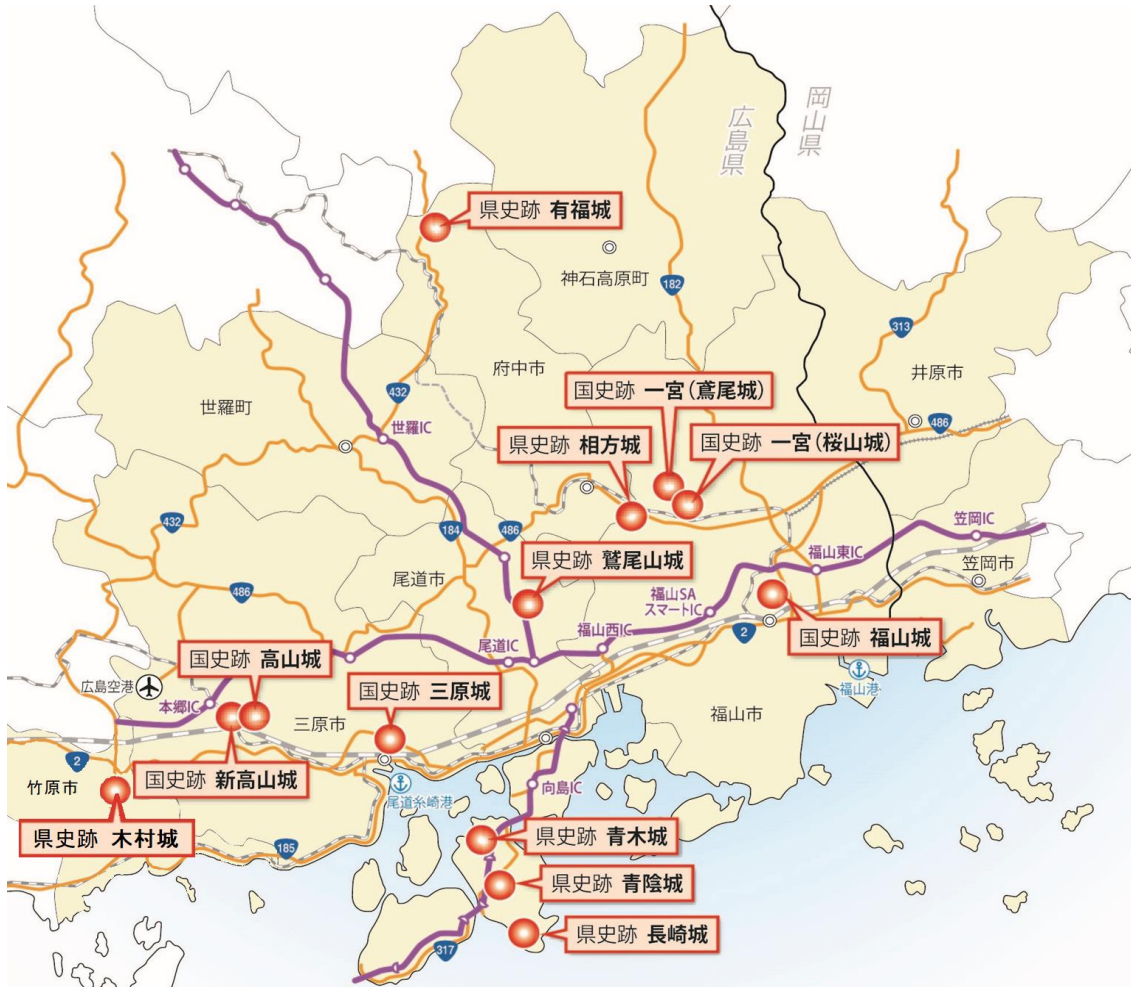 広島県
岡山県
県史跡 有福城
神石高原町
182
313
府中市
井原市
国史跡 一宮(鳶尾城)
432
世羅町
世羅IC
486
県史跡 相方城
国史跡 一宮(桜山城)
432
184
486
笠岡IC
福山東IC
県史跡 鷲尾山城
笠岡市
尾道市
486
福山SA
スマートIC
福山西IC
2
国史跡 福山城
尾道IC
国史跡 高山城
広島空港
国史跡 三原城
福山港
本郷IC
三原市
福山市
2
国史跡 新高山城
竹原市
向島IC
尾道糸崎港
県史跡 木村城
185
県史跡 青木城
県史跡 青陰城
県史跡 長崎城
317